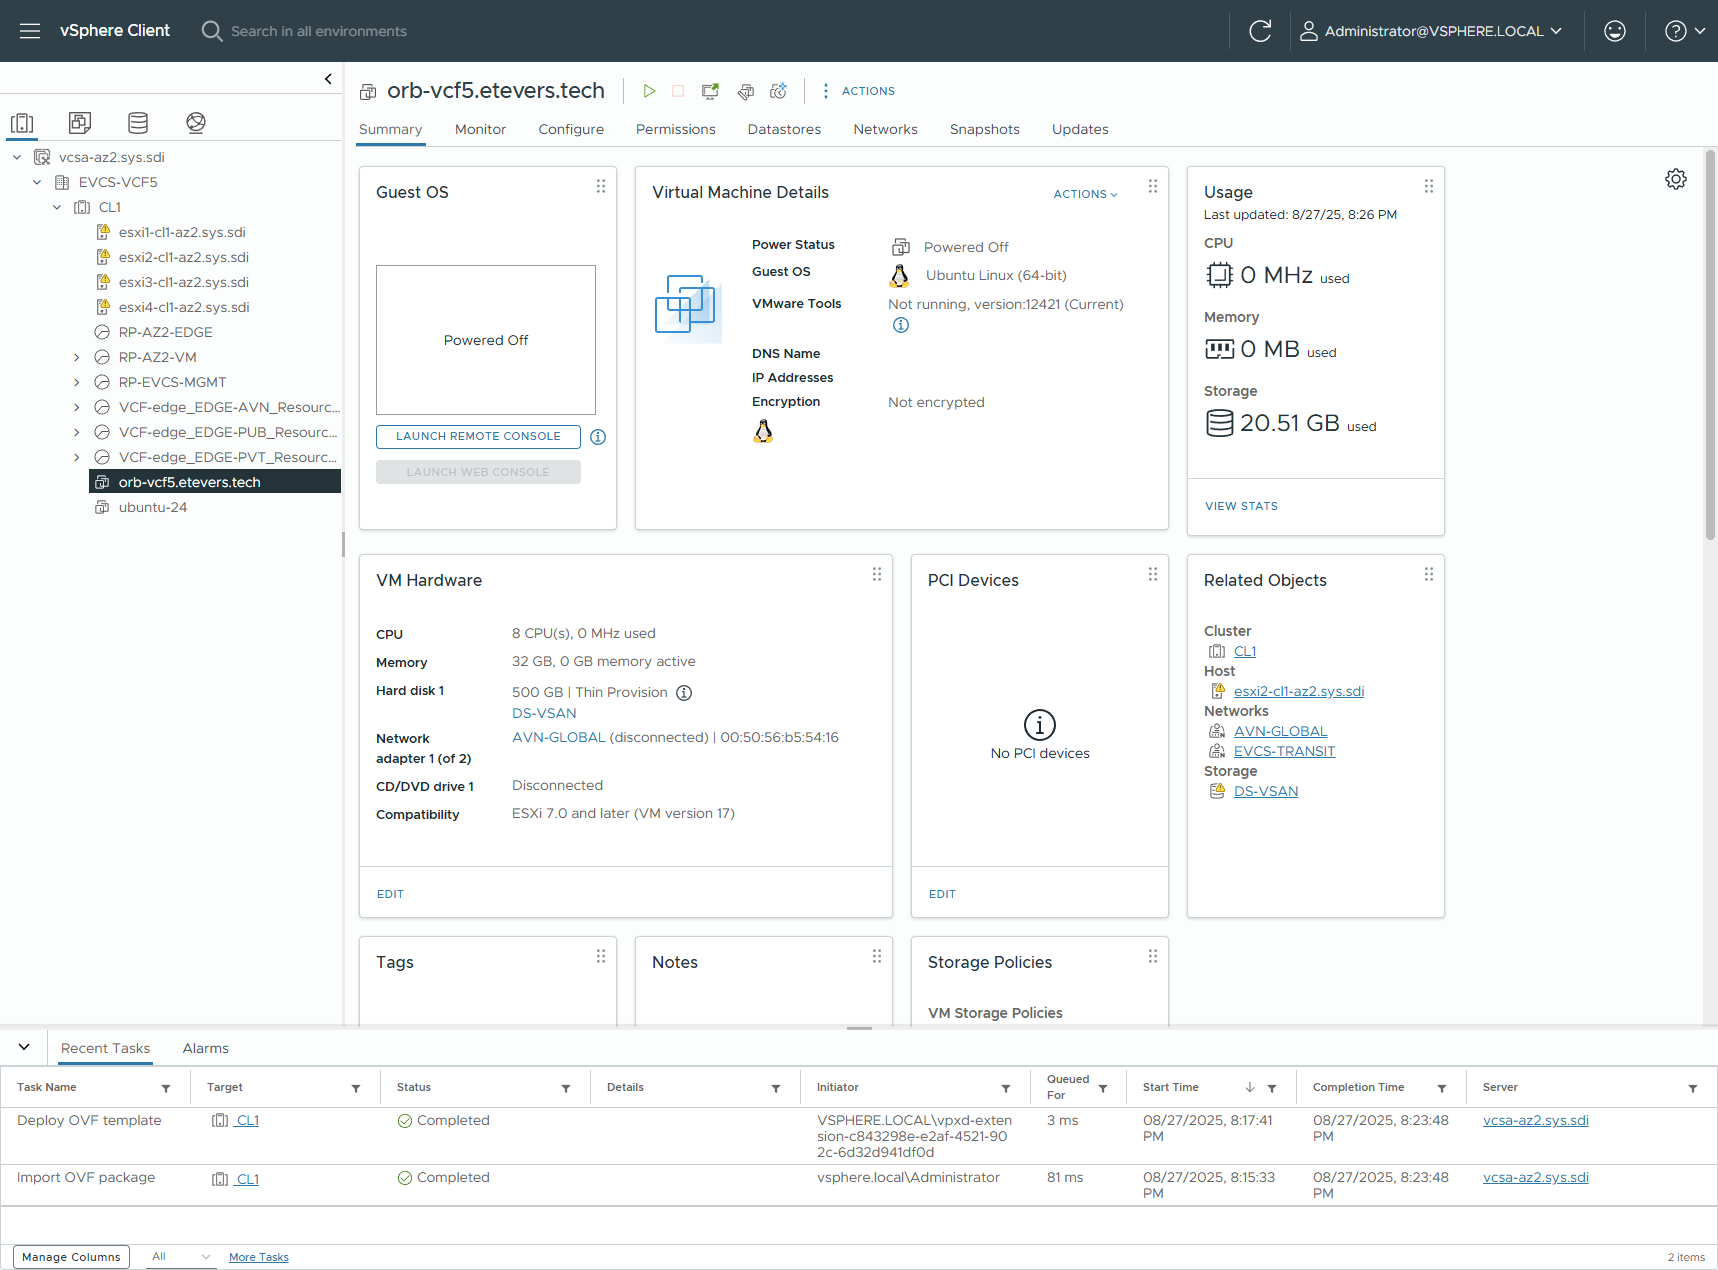 vSphere Client
Search in all environments
Administrator@VSPHERE.LOCAL
vcsa-az2.sys.sdi
EVCS-VCF5
CL1
esxi1-cl1-az2.sys.sdi
esxi2-cl1-az2.sys.sdi
esxi3-cl1-az2.sys.sdi
esxi4-cl1-az2.sys.sdi
RP-AZ2-EDGE
RP-AZ2-VM
RP-EVCS-MGMT
VCF-edge_EDGE-AVN_Resourc...
VCF-edge_EDGE-PUB_Resourc...
VCF-edge_EDGE-PVT_Resourc...
orb-vcf5.etevers.tech
ubuntu-24
orb-vcf5.etevers.tech
ACTIONS
Summary Monitor Configure Permissions Datastores Networks Snapshots Updates
Guest OS
Powered Off
LAUNCH REMOTE CONSOLE
LAUNCH WEB CONSOLE
Virtual Machine Details
ACTIONS
Power Status Powered Off
Guest OS Ubuntu Linux (64-bit)
VMware Tools Not running, version:12421 (Current)
DNS Name
IP Addresses
Encryption Not encrypted
Usage
Last updated: 8/27/25, 8:26 PM
CPU
0 MHz used
Memory
0 MB used
Storage
20.51 GB used
VIEW STATS
VM Hardware
CPU 8 CPU(s), 0 MHz used
Memory 32 GB, 0 GB memory active
Hard disk 1 500 GB | Thin Provision
DS-VSAN
Network AVN-GLOBAL (disconnected) | 00:50:56:b5:54:16
adapter 1 (of 2)
CD/DVD drive 1 Disconnected
Compatibility ESXi 7.0 and later (VM version 17)
EDIT
PCI Devices
No PCI devices
EDIT
Related Objects
Cluster
CL1
Host
esxi2-cl1-az2.sys.sdi
Networks
AVN-GLOBAL
EVCS-TRANSIT
Storage
DS-VSAN
Tags
Notes
Storage Policies
VM Storage Policies
Recent Tasks Alarms
Task Name Target Status Details Initiator Queued For Start Time Completion Time Server
Deploy OVF template CL1 Completed VSPHERE.LOCAL\vpxd-exten 3 ms 08/27/2025, 8:17:41 08/27/2025, 8:23:48 vcsa-az2.sys.sdi
sion-c843298e-e2af-4521-90 PM PM
2c-6d32d941df0d
Import OVF package CL1 Completed vsphere.local\Administrator 81 ms 08/27/2025, 8:15:33 08/27/2025, 8:23:48 vcsa-az2.sys.sdi
PM PM
Manage Columns All More Tasks 2 items